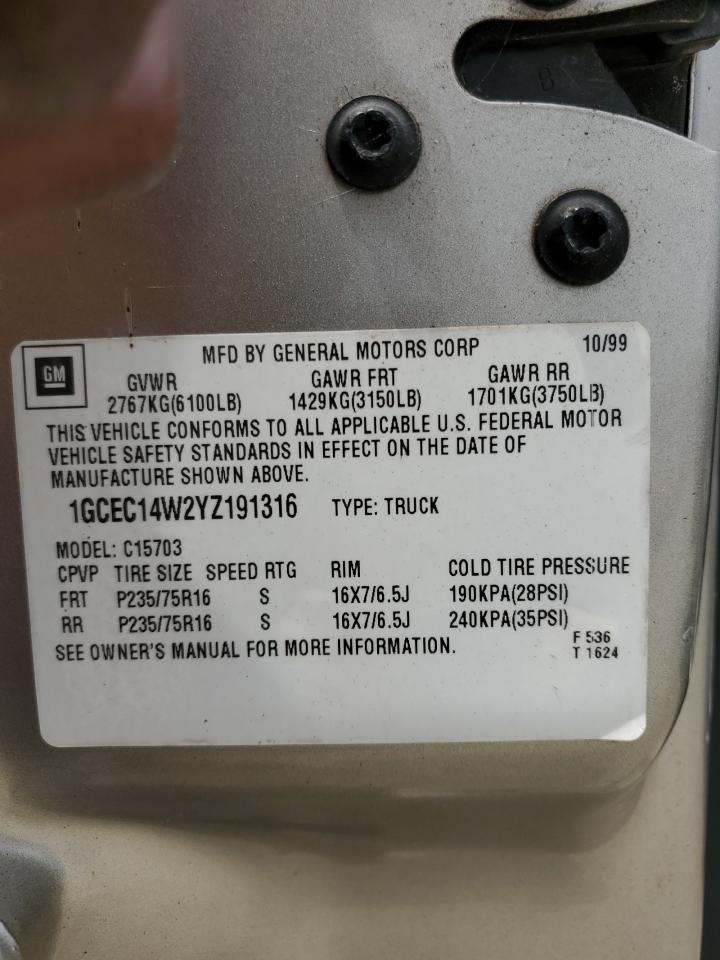 B
MFD BY GENERAL MOTORS CORP 10/99
GM
GVWR GAWR FRT GAWR RR
2767KG(6100LB) 1429KG(3150LB) 1701KG(3750LB)
THIS VEHICLE CONFORMS TO ALL APPLICABLE U.S. FEDERAL MOTOR
VEHICLE SAFETY STANDARDS IN EFFECT ON THE DATE OF
MANUFACTURE SHOWN ABOVE.
1GCEC14W2YZ191316 TYPE: TRUCK
MODEL: C15703
CPVP TIRE SIZE SPEED RTG RIM COLD TIRE PRESSURE
FRT P235/75R16 S 16X7/6.5J 190KPA(28PSI)
RR P235/75R16 S 16X7/6.5J 240KPA(35PSI)
SEE OWNER'S MANUAL FOR MORE INFORMATION.
F 536
T 1624